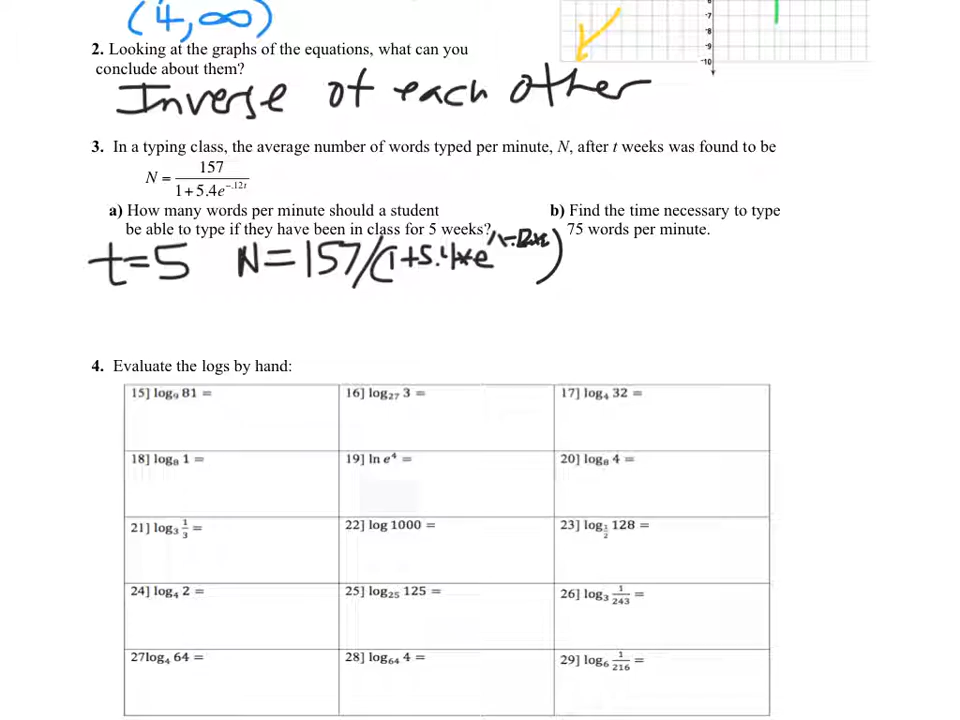 (4,∞)
-7
-8
-9
-10
2. Looking at the graphs of the equations, what can you
conclude about them?
Inverse of each other
3. In a typing class, the average number of words typed per minute, N, after t weeks was found to be
N = 157 / 1+5.4e^-.12t
a) How many words per minute should a student
be able to type if they have been in class for 5 weeks?
b) Find the time necessary to type
75 words per minute.
t=5 N=157/(1+5.4*e^(-.12*)
4. Evaluate the logs by hand:
15] log₉ 81 =
16] log₂₇ 3 =
17] log₄ 32 =
18] log₈ 1 =
19] ln e⁴ =
20] log₈ 4 =
21] log₃ 1/3 =
22] log 1000 =
23] log_1/2 128 =
24] log₄ 2 =
25] log₂₅ 125 =
26] log₃ 1/243 =
27log₄ 64 =
28] log₆₄ 4 =
29] log₆ 1/216 =